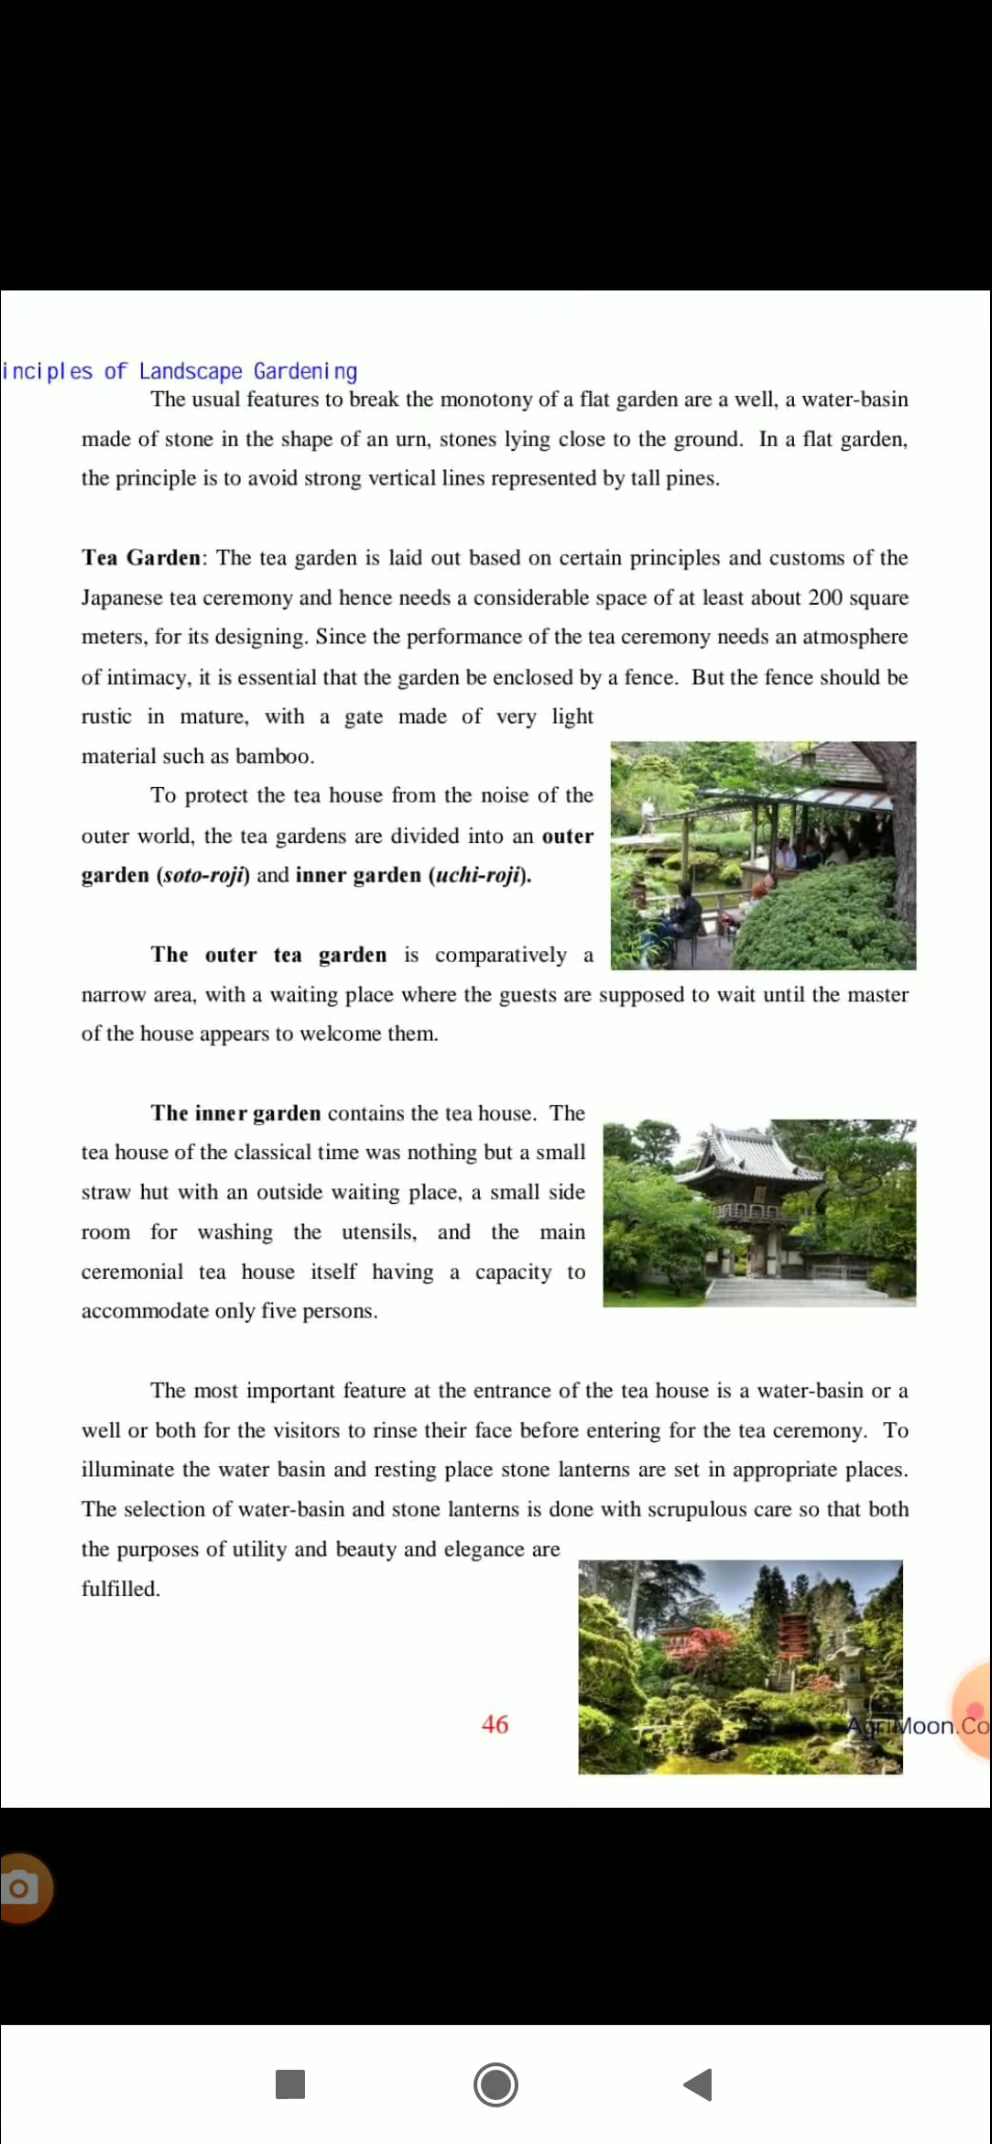 inciples of Landscape Gardening
The usual features to break the monotony of a flat garden are a well, a water-basin
made of stone in the shape of an urn, stones lying close to the ground. In a flat garden,
the principle is to avoid strong vertical lines represented by tall pines.
Tea Garden: The tea garden is laid out based on certain principles and customs of the
Japanese tea ceremony and hence needs a considerable space of at least about 200 square
meters, for its designing. Since the performance of the tea ceremony needs an atmosphere
of intimacy, it is essential that the garden be enclosed by a fence. But the fence should be
rustic in mature, with a gate made of very light
material such as bamboo.
To protect the tea house from the noise of the
outer world, the tea gardens are divided into an outer
garden (soto-roji) and inner garden (uchi-roji).
The outer tea garden is comparatively a
narrow area, with a waiting place where the guests are supposed to wait until the master
of the house appears to welcome them.
The inner garden contains the tea house. The
tea house of the classical time was nothing but a small
straw hut with an outside waiting place, a small side
room for washing the utensils, and the main
ceremonial tea house itself having a capacity to
accommodate only five persons.
The most important feature at the entrance of the tea house is a water-basin or a
well or both for the visitors to rinse their face before entering for the tea ceremony. To
illuminate the water basin and resting place stone lanterns are set in appropriate places.
The selection of water-basin and stone lanterns is done with scrupulous care so that both
the purposes of utility and beauty and elegance are
fulfilled.
46
AgriMoon.Co